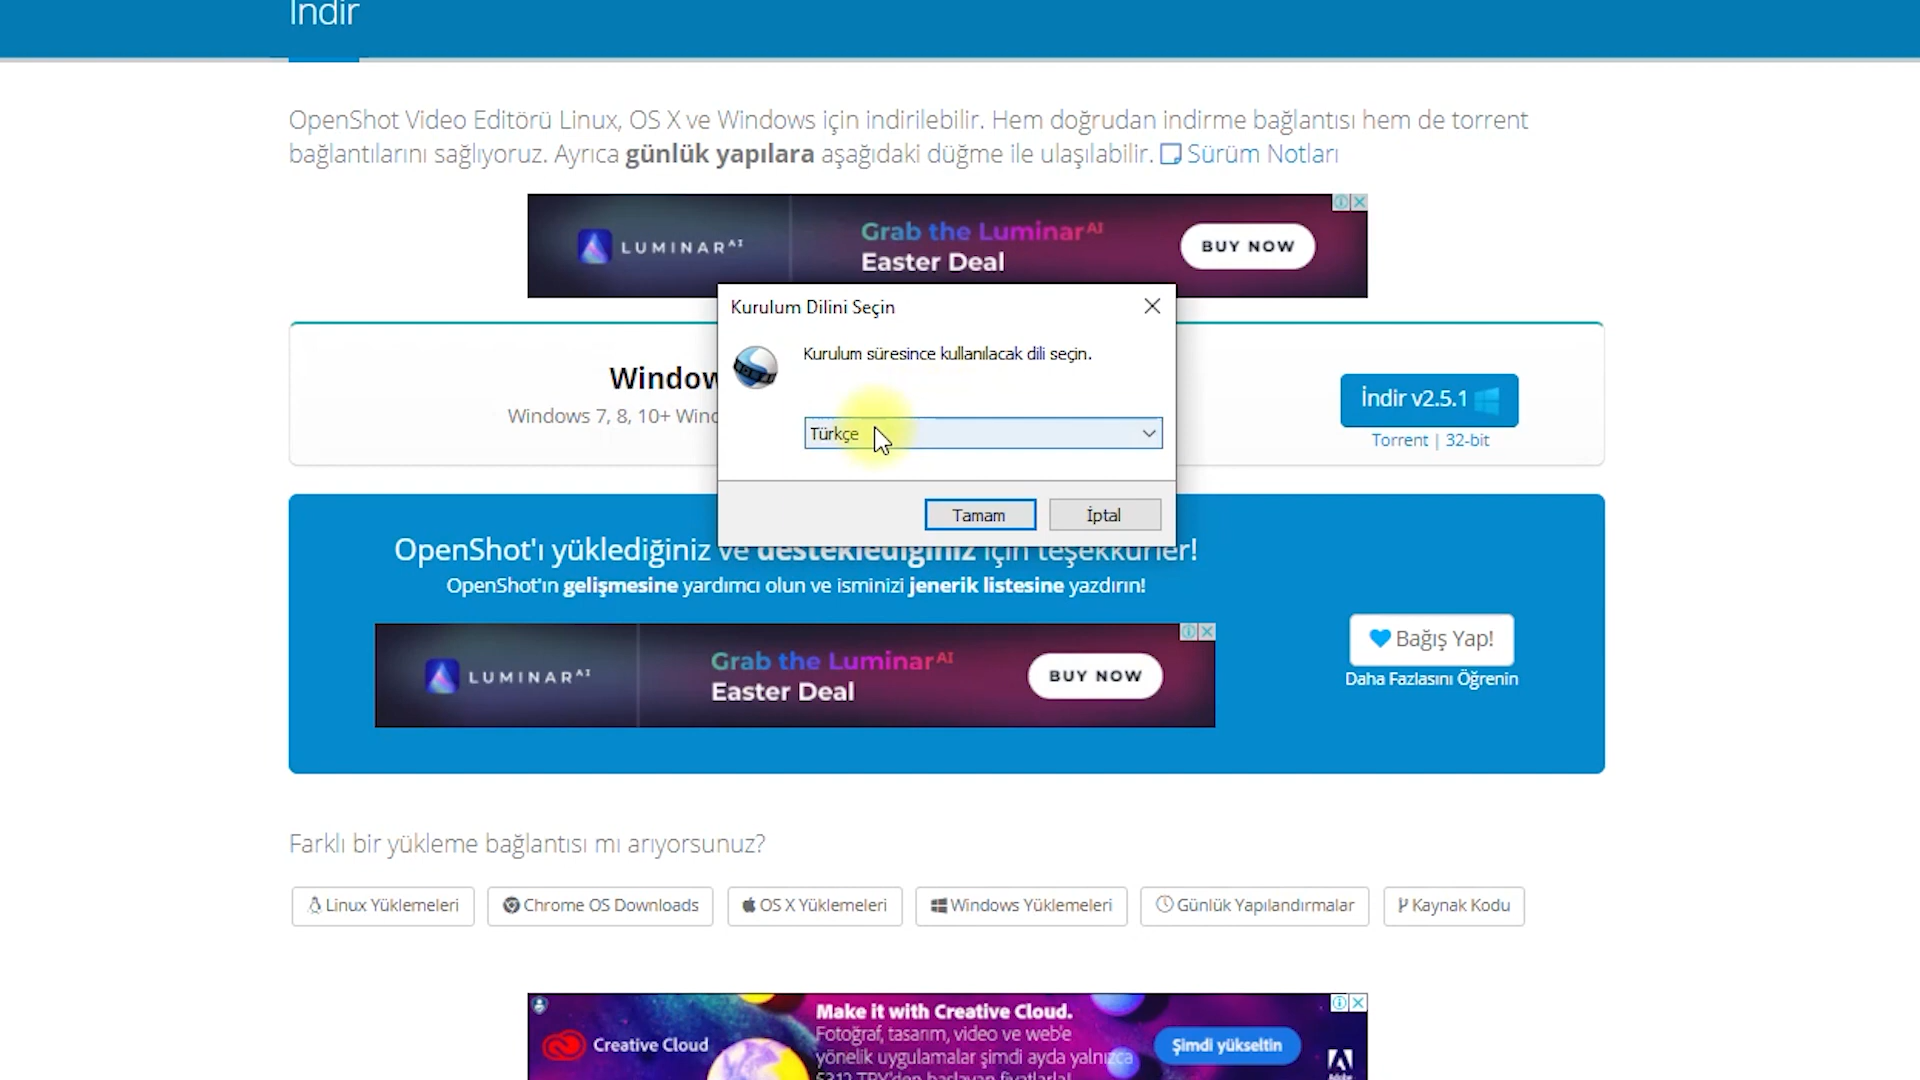 İndir
OpenShot Video Editörü Linux, OS X ve Windows için indirilebilir. Hem doğrudan indirme bağlantısı hem de torrent
bağlantılarını sağlıyoruz. Ayrıca günlük yapılara aşağıdaki düğme ile ulaşılabilir. Sürüm Notları
LUMINAR AI
Grab the Luminar AI
Easter Deal
BUY NOW
Kurulum Dilini Seçin
Kurulum süresince kullanılacak dili seçin.
Türkçe
Tamam
İptal
Window
Windows 7, 8, 10+ Wind
İndir v2.5.1
Torrent | 32-bit
OpenShot'ı yüklediğiniz ve desteklediğiniz için teşekkürler!
OpenShot'ın gelişmesine yardımcı olun ve isminizi jenerik listesine yazdırın!
LUMINAR AI
Grab the Luminar AI
Easter Deal
BUY NOW
Bağış Yap!
Daha Fazlasını Öğrenin
Farklı bir yükleme bağlantısı mı arıyorsunuz?
Linux Yüklemeleri
Chrome OS Downloads
OS X Yüklemeleri
Windows Yüklemeleri
Günlük Yapılandırmalar
Kaynak Kodu
Creative Cloud
Make it with Creative Cloud.
Fotoğraf, tasarım, video ve web'e
yönelik uygulamalar şimdi ayda yalnızca
Şimdi yükseltin